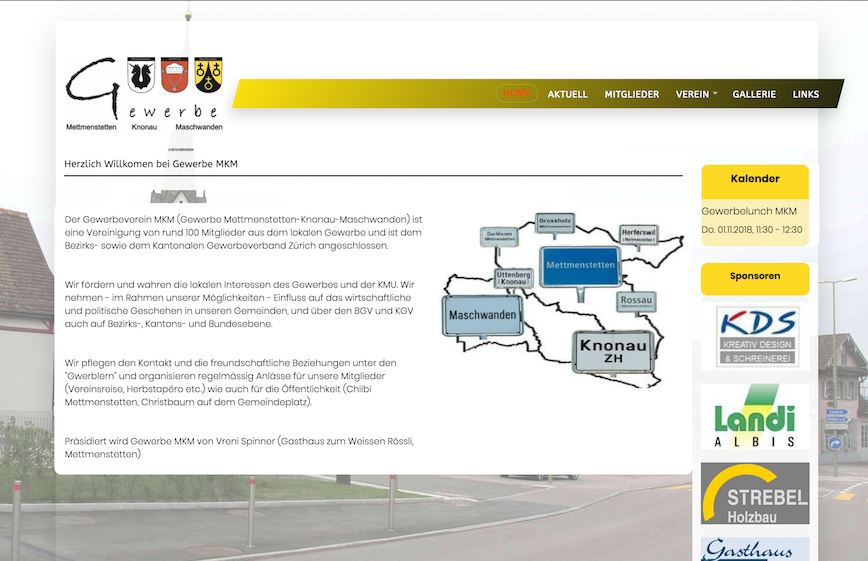 Gewerbe
Mettmenstetten Knonau Maschwanden
HOME AKTUELL MITGLIEDER VEREIN GALLERIE LINKS
Herzlich Willkomen bei Gewerbe MKM
Der Gewerbeverein MKM (Gewerbe Mettmenstetten-Knonau-Maschwanden) ist
eine Vereinigung von rund 100 Mitglieder aus dem lokalen Gewerbe und ist dem
Bezirks- sowie dem Kantonalen Gewerbeverband Zürich angeschlossen.
Wir fördern und wahren die lokalen Interessen des Gewerbes und der KMU. Wir
nehmen - im Rahmen unserer Möglichkeiten - Einfluss auf das wirtschaftliche
und politische Geschehen in unseren Gemeinden, und über den BGV und KGV
auch auf Bezirks-, Kantons- und Bundesebene.
Wir pflegen den Kontakt und die freundschaftliche Beziehungen unter den
"Gwerblern" und organisieren regelmässig Anlässe für unsere Mitglieder
(Vereinsreise, Herbstapéro etc.) wie auch für die Öffentlichkeit (Chilbi
Mettmenstetten, Christbaum auf dem Gemeindeplatz).
Präsidiert wird Gewerbe MKM von Vreni Spinner (Gasthaus zum Weissen Rössli,
Mettmenstetten)
Grossholz
(Mettmenstetten)
Dachlissen
Mettmenstetten
Herferswil
(Mettmenstetten)
Mettmenstetten
Uttenberg
(Knonau)
Rossau
(Mettmenstetten)
Maschwanden
Knonau
ZH
Kalender
Gewerbelunch MKM
Do. 01.11.2018, 11:30 - 12:30
Sponsoren
KDS
KREATIV DESIGN
& SCHREINEREI
Landi
ALBIS
STREBEL
Holzbau
Gasthaus